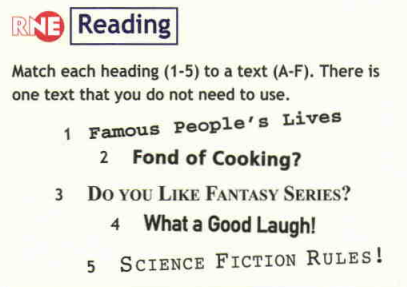 RNE Reading
Match each heading (1-5) to a text (A-F). There is
one text that you do not need to use.
1 Famous People's Lives
2 Fond of Cooking?
3 DO YOU LIKE FANTASY SERIES?
4 What a Good Laugh!
5 SCIENCE FICTION RULES!